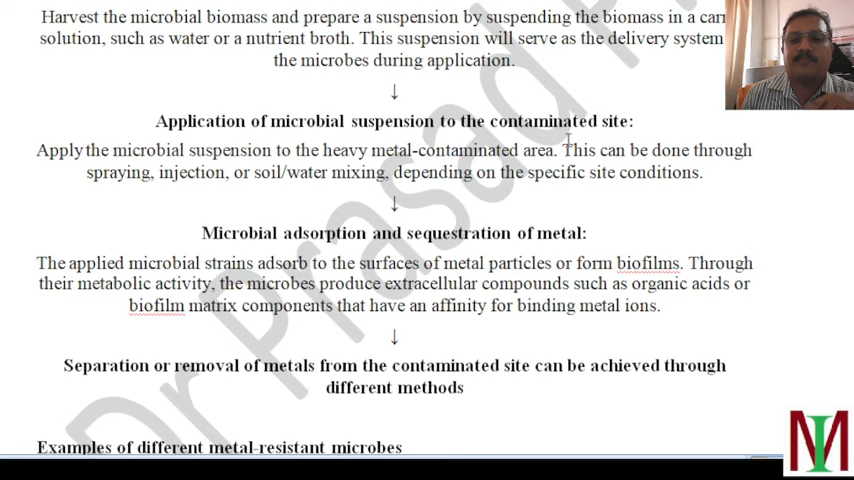 Harvest the microbial biomass and prepare a suspension by suspending the biomass in a
solution, such as water or a nutrient broth. This suspension will serve as the delivery system
the microbes during application.
↓
Application of microbial suspension to the contaminated site:
Apply the microbial suspension to the heavy metal-contaminated area. This can be done through
spraying, injection, or soil/water mixing, depending on the specific site conditions.
↓
Microbial adsorption and sequestration of metal:
The applied microbial strains adsorb to the surfaces of metal particles or form biofilms. Through
their metabolic activity, the microbes produce extracellular compounds such as organic acids or
biofilm matrix components that have an affinity for binding metal ions.
↓
Separation or removal of metals from the contaminated site can be achieved through
different methods
Examples of different metal-resistant microbes
Dr Prasad
MI